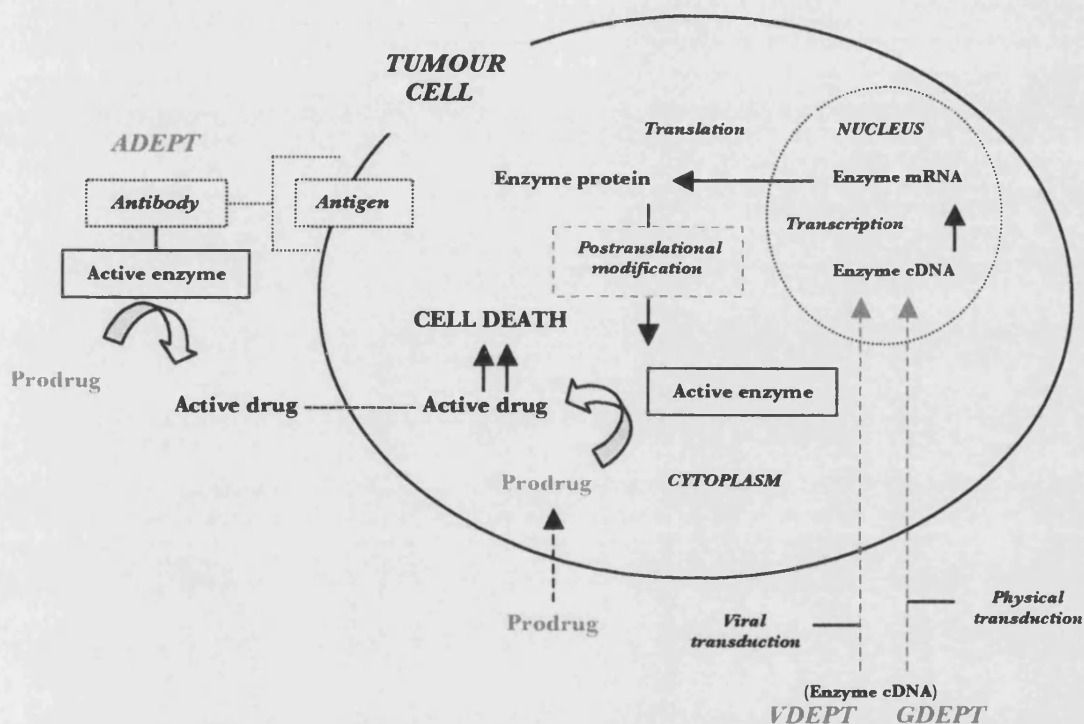 TUMOUR
CELL
ADEPT
Translation
NUCLEUS
Enzyme protein
Enzyme mRNA
Antibody
Antigen
Transcription
Postranslational
modification
Active enzyme
Enzyme cDNA
CELL DEATH
Prodrug
Active enzyme
Active drug
Active drug
Prodrug
CYTOPLASM
Prodrug
Viral
transduction
Physical
transduction
(Enzyme cDNA)
VDEPT GDEPT